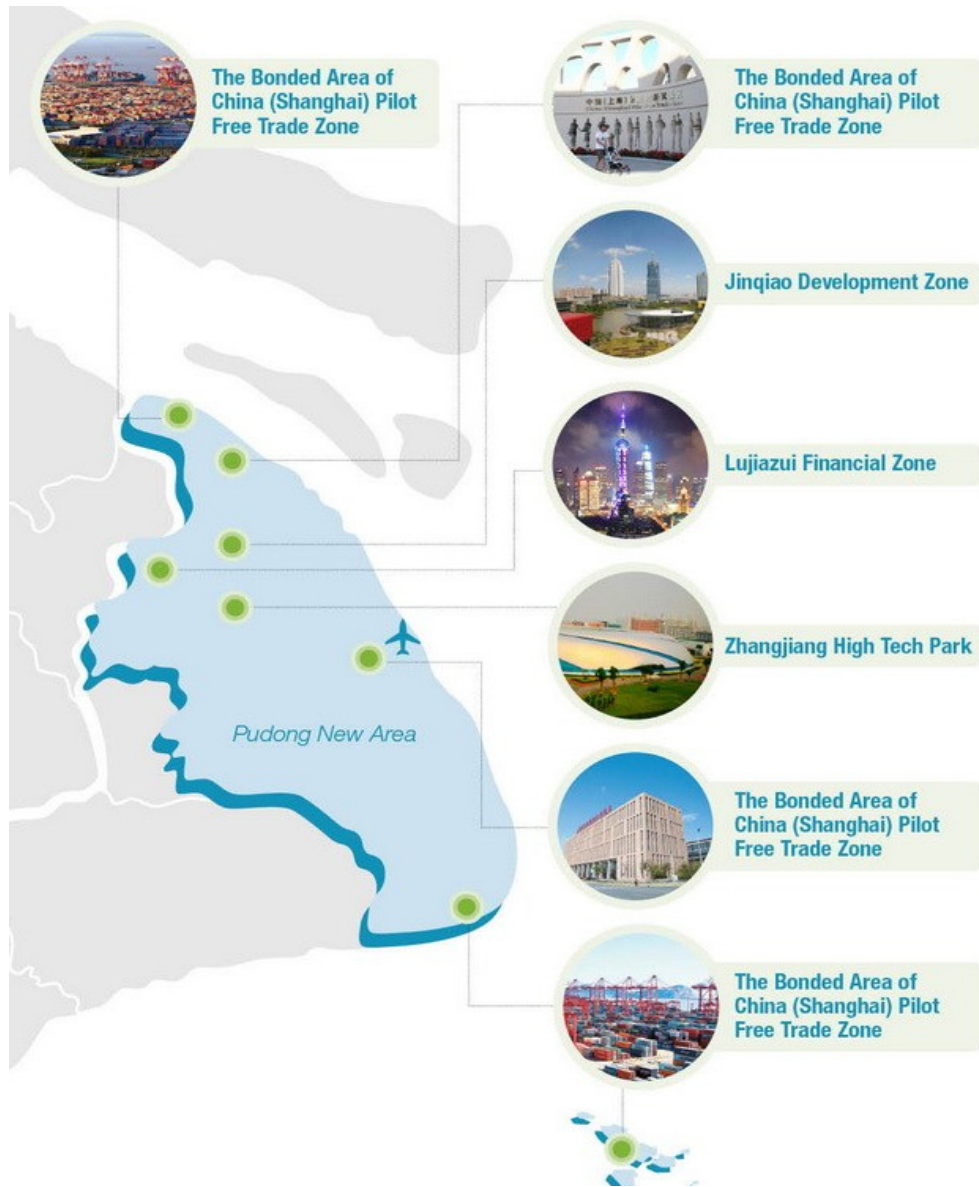 The Bonded Area of
China (Shanghai) Pilot
Free Trade Zone
The Bonded Area of
China (Shanghai) Pilot
Free Trade Zone
Jinqiao Development Zone
Lujiazui Financial Zone
Zhangjiang High Tech Park
Pudong New Area
The Bonded Area of
China (Shanghai) Pilot
Free Trade Zone
The Bonded Area of
China (Shanghai) Pilot
Free Trade Zone